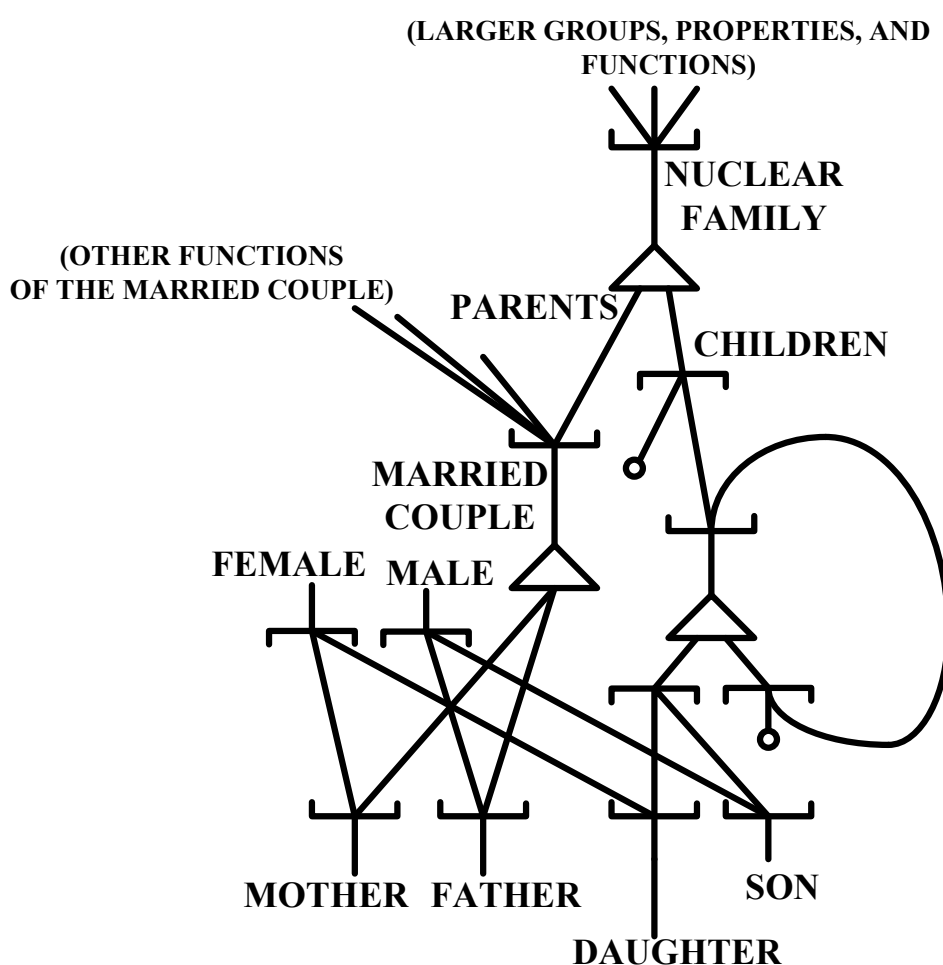 (LARGER GROUPS, PROPERTIES, AND
FUNCTIONS)
NUCLEAR
FAMILY
(OTHER FUNCTIONS
OF THE MARRIED COUPLE)
PARENTS
CHILDREN
MARRIED
COUPLE
FEMALE
MALE
MOTHER
FATHER
SON
DAUGHTER